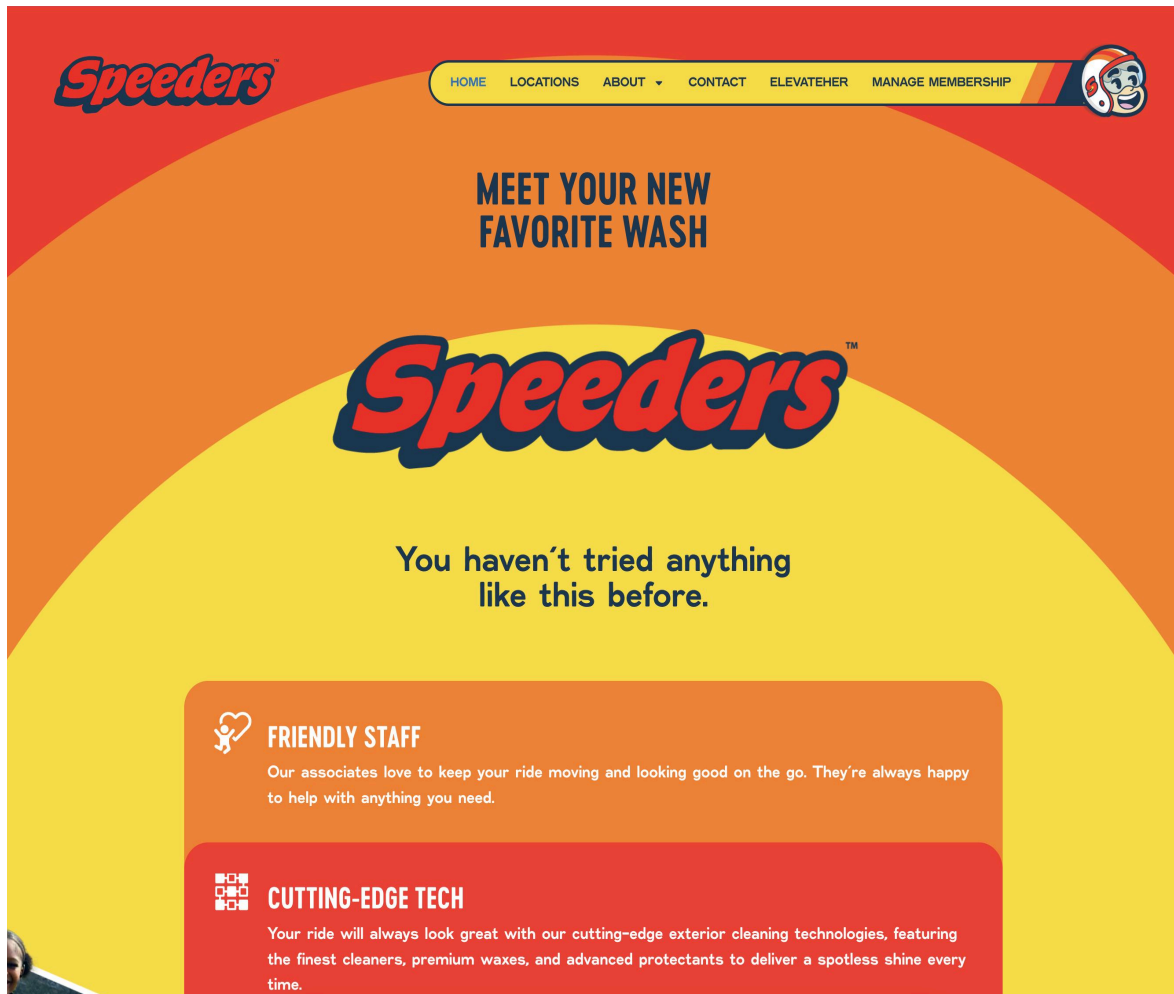 Speeders™
HOME LOCATIONS ABOUT CONTACT ELEVATEHER MANAGE MEMBERSHIP
MEET YOUR NEW
FAVORITE WASH
Speeders™
You haven´t tried anything
like this before.
FRIENDLY STAFF
Our associates love to keep your ride moving and looking good on the go. They’re always happy
to help with anything you need.
CUTTING-EDGE TECH
Your ride will always look great with our cutting-edge exterior cleaning technologies, featuring
the finest cleaners, premium waxes, and advanced protectants to deliver a spotless shine every
time.